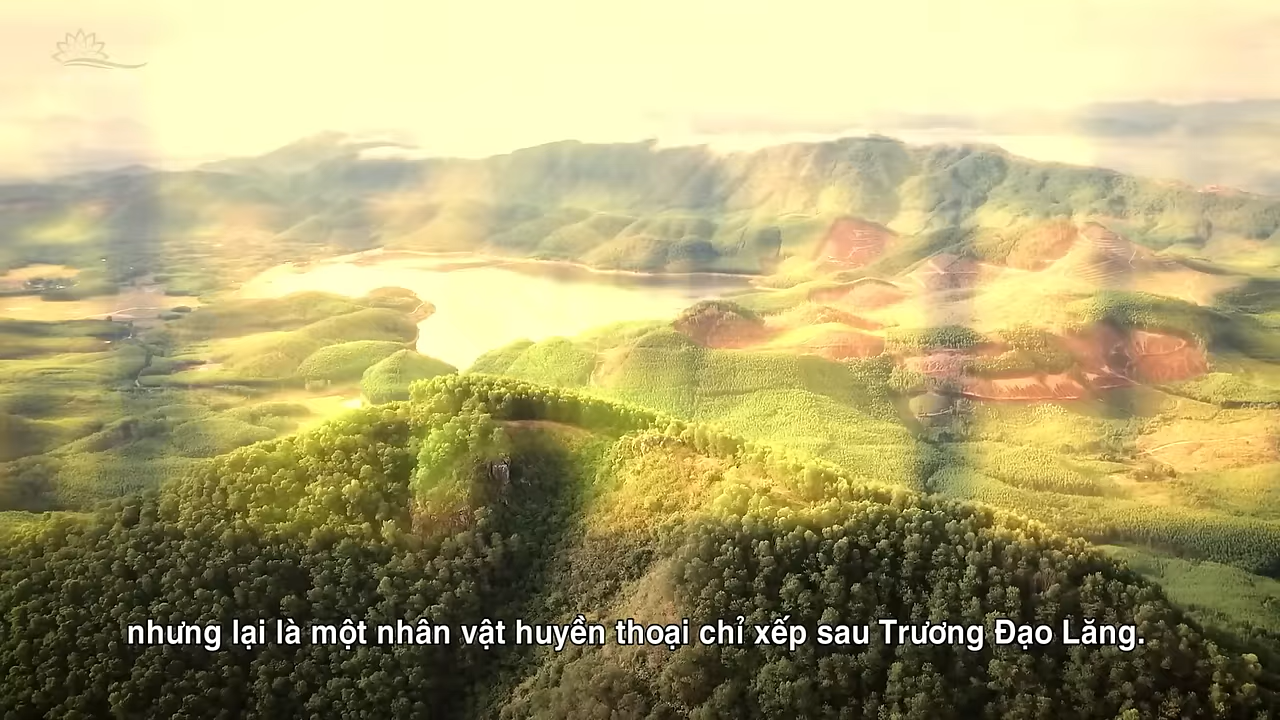 nhưng lại là một nhân vật huyền thoại chỉ xếp sau Trương Đạo Lăng.